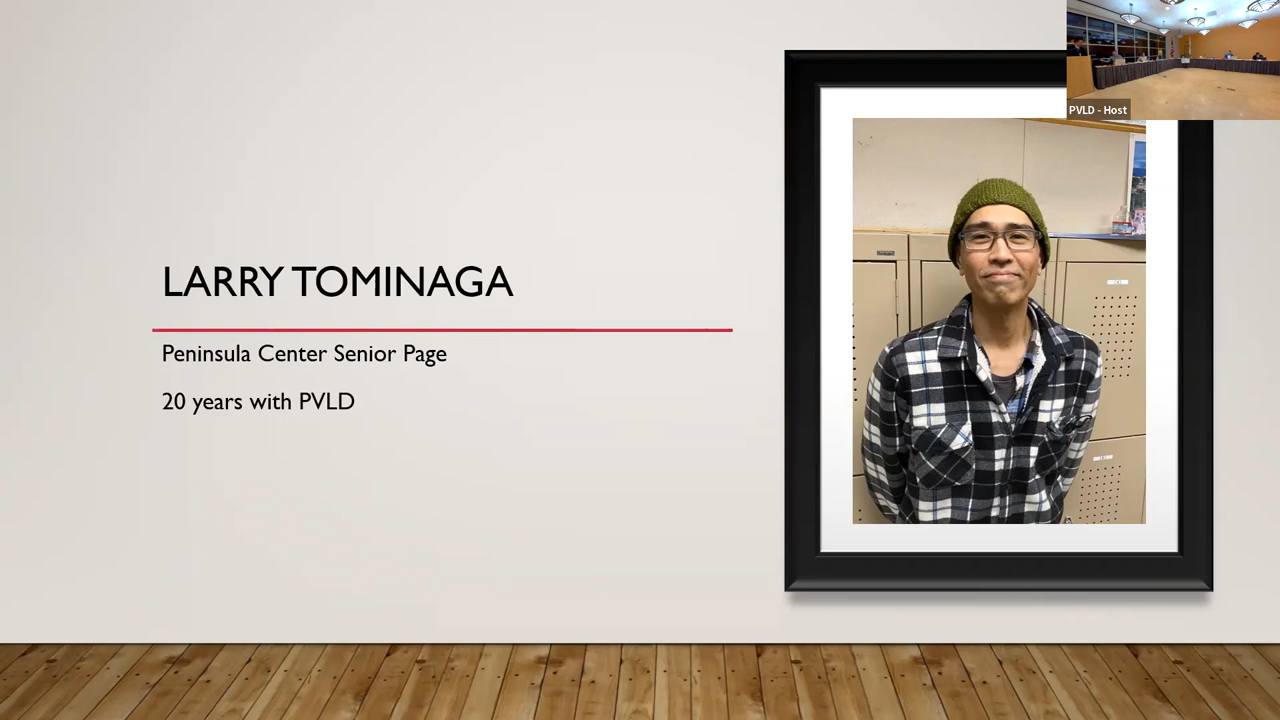 PVLD - Host
LARRY TOMINAGA
Peninsula Center Senior Page
20 years with PVLD